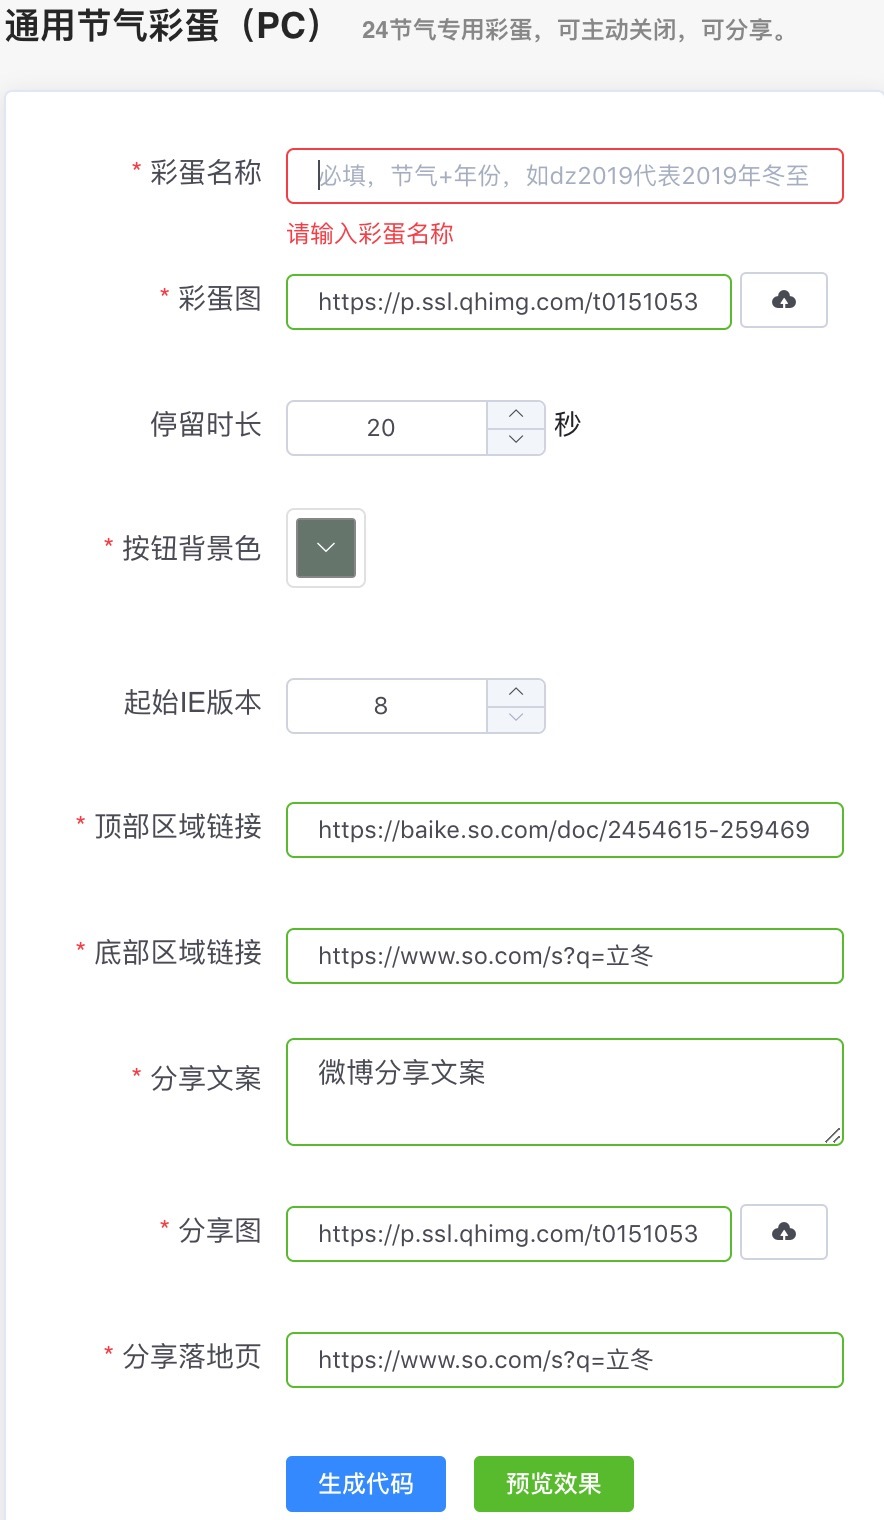 通用节气彩蛋（PC） 24节气专用彩蛋，可主动关闭，可分享。
* 彩蛋名称 必填，节气+年份，如dz2019代表2019年冬至
请输入彩蛋名称
* 彩蛋图 https://p.ssl.qhimg.com/t0151053
停留时长 20 秒
* 按钮背景色
起始IE版本 8
* 顶部区域链接 https://baike.so.com/doc/2454615-259469
* 底部区域链接 https://www.so.com/s?q=立冬
* 分享文案 微博分享文案
* 分享图 https://p.ssl.qhimg.com/t0151053
* 分享落地页 https://www.so.com/s?q=立冬
生成代码 预览效果